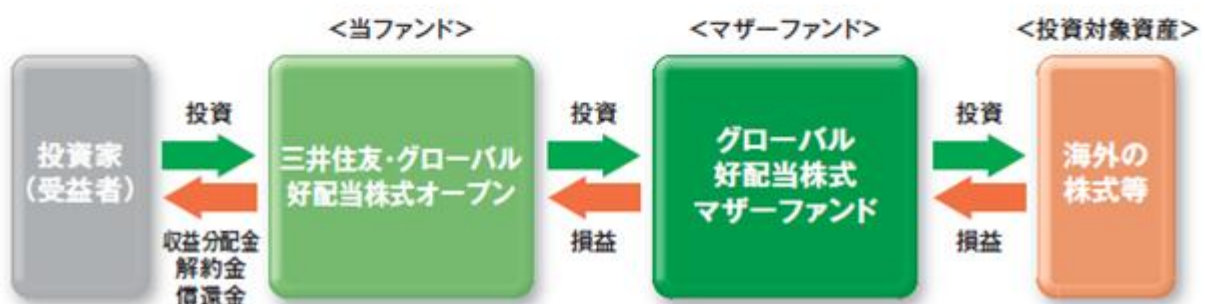 <当ファンド>
<マザーファンド>
<投資対象資産>
投資家
(受益者)
投資
収益分配金
解約金
償還金
三井住友・グローバル
好配当株式オープン
投資
損益
グローバル
好配当株式
マザーファンド
投資
損益
海外の
株式等